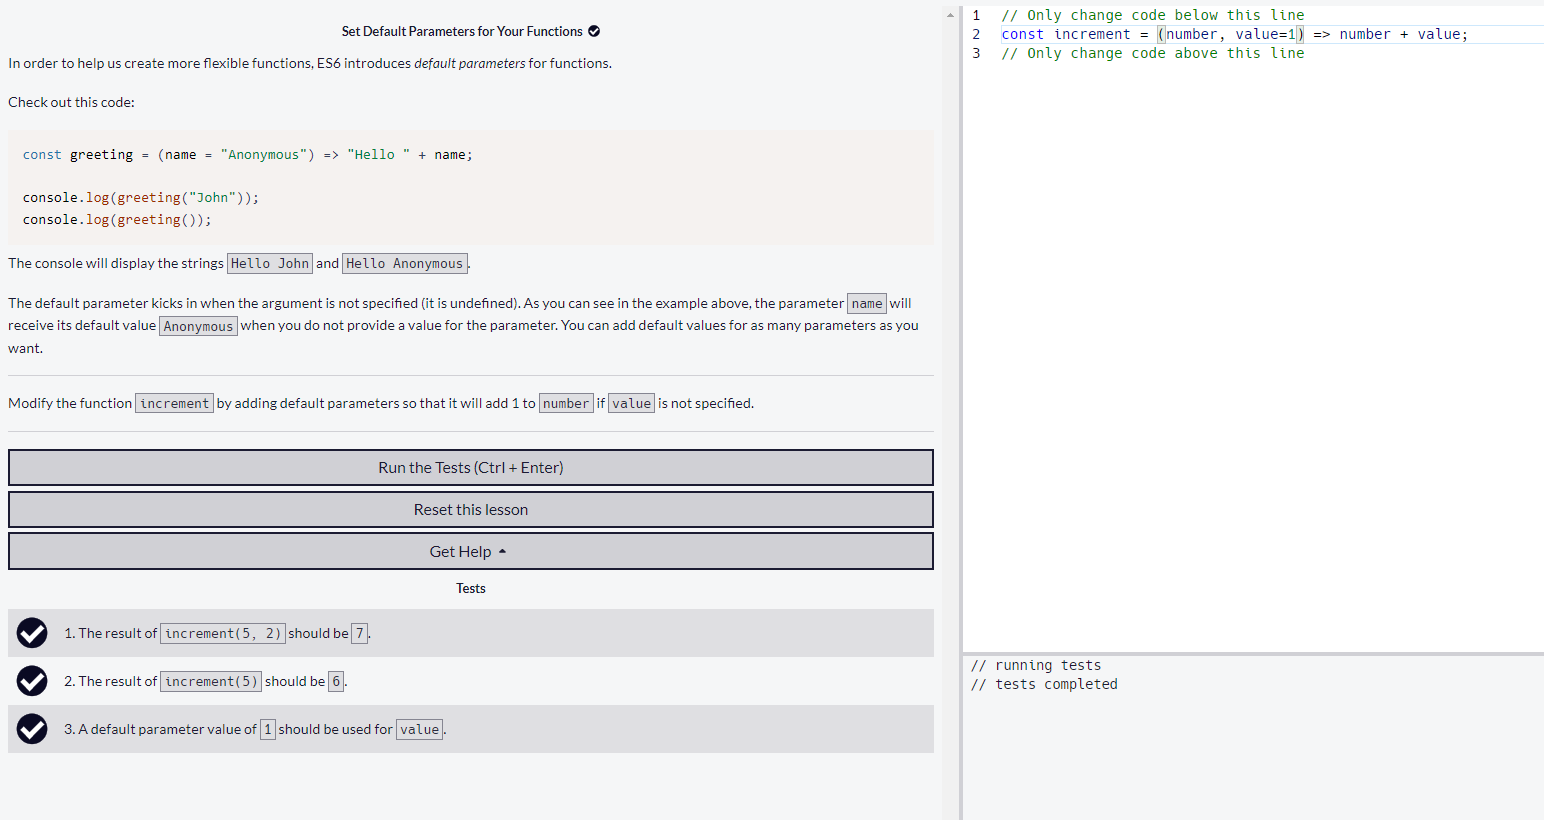 Set Default Parameters for Your Functions
In order to help us create more flexible functions, ES6 introduces default parameters for functions.
Check out this code:
const greeting = (name = "Anonymous") => "Hello " + name;
console.log(greeting("John"));
console.log(greeting());
The console will display the strings Hello John and Hello Anonymous.
The default parameter kicks in when the argument is not specified (it is undefined). As you can see in the example above, the parameter name will
receive its default value Anonymous when you do not provide a value for the parameter. You can add default values for as many parameters as you
want.
Modify the function increment by adding default parameters so that it will add 1 to number if value is not specified.
Run the Tests (Ctrl + Enter)
Reset this lesson
Get Help
Tests
1. The result of increment(5, 2) should be 7.
2. The result of increment(5) should be 6.
3. A default parameter value of 1 should be used for value.
1 // Only change code below this line
2 const increment = (number, value=1) => number + value;
3 // Only change code above this line
// running tests
// tests completed